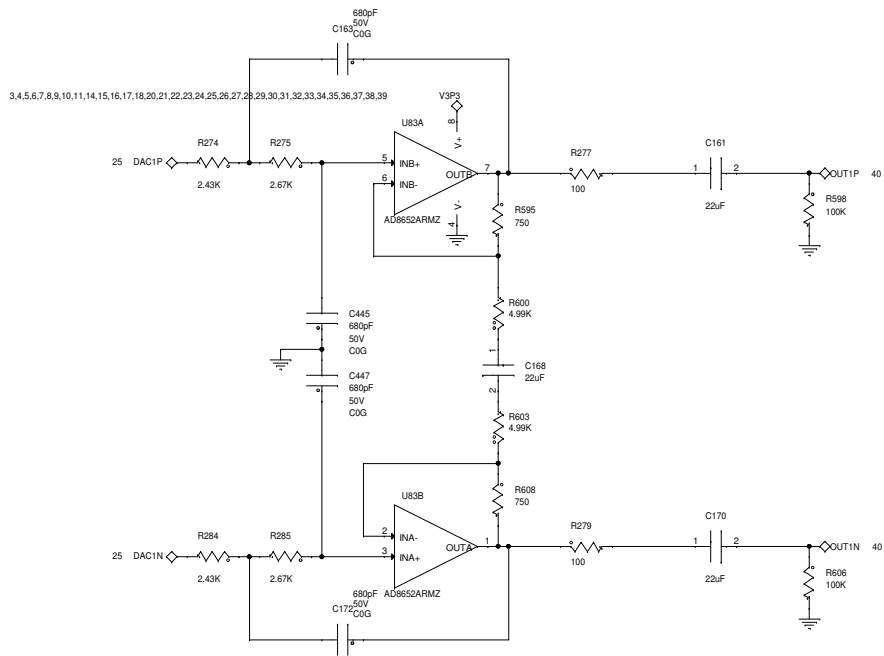 680pF
C163 50V
C0G
3,4,5,6,7,8,9,10,11,14,15,16,17,18,20,21,22,23,24,25,26,27,28,29,30,31,32,33,34,35,36,37,38,39
V3P3
U83A
8
V+
R274
R275
R277
C161
25 DAC1P
5 INB+
6 INB-
OUTB 7
1 2
OUT1P 40
2.43K
2.67K
100
22uF
R598
100K
V-
4
AD8652ARMZ
R595
750
R600
4.99K
C445
680pF
50V
C0G
1
C168
22uF
2
C447
680pF
50V
C0G
R603
4.99K
U83B
R608
750
R284
R285
R279
C170
25 DAC1N
2 INA-
3 INA+
OUTA 1
1 2
OUT1N 40
2.43K
2.67K
100
22uF
R606
100K
AD8652ARMZ
680pF
C172 50V
C0G